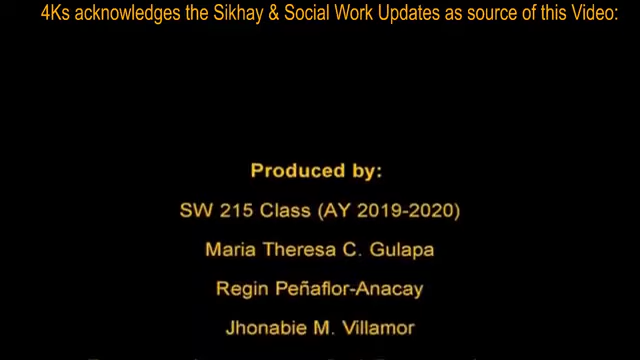 4Ks acknowledges the Sikhay & Social Work Updates as source of this Video:
Produced by:
SW 215 Class (AY 2019-2020)
Maria Theresa C. Gulapa
Regin Peñaflor-Anacay
Jhonabie M. Villamor